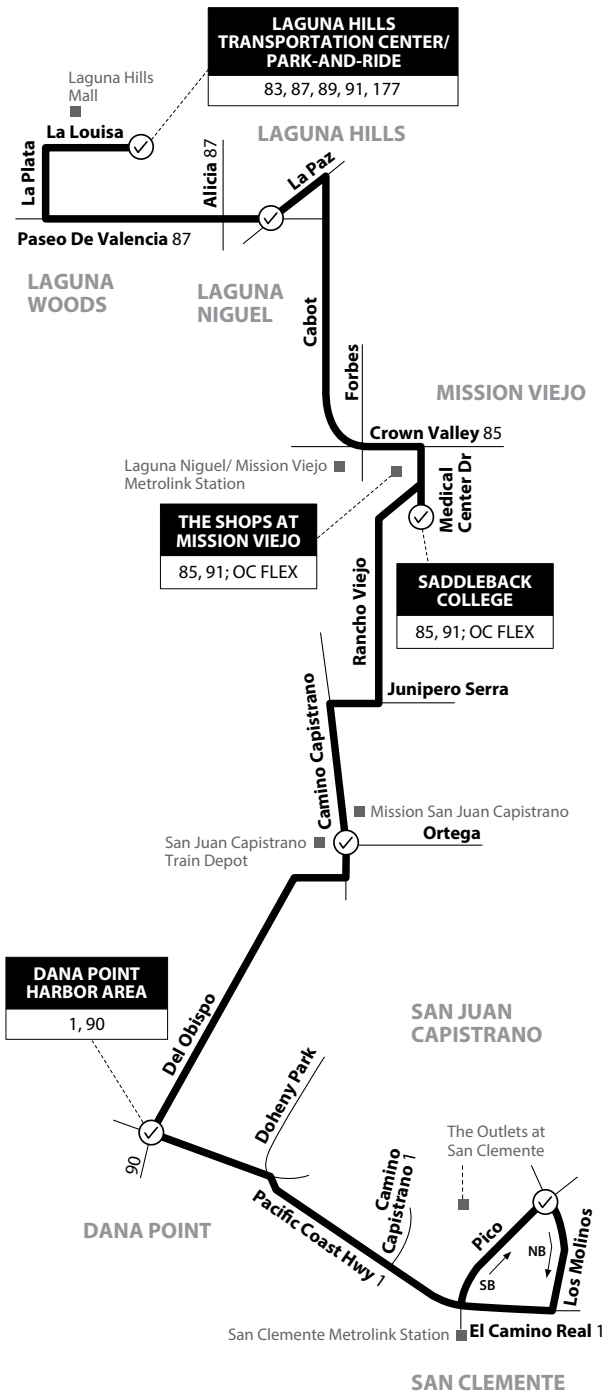 LAGUNA HILLS
TRANSPORTATION CENTER/
PARK-AND-RIDE
83, 87, 89, 91, 177
Laguna Hills
Mall
La Louisa
LAGUNA HILLS
La Plata
Alicia 87
La Paz
Paseo De Valencia 87
LAGUNA
WOODS
LAGUNA
NIGUEL
Cabot
Forbes
MISSION VIEJO
Crown Valley 85
Laguna Niguel/ Mission Viejo
Metrolink Station
Medical
Center Dr
THE SHOPS AT
MISSION VIEJO
85, 91; OC FLEX
SADDLEBACK
COLLEGE
85, 91; OC FLEX
Rancho Viejo
Junipero Serra
Camino Capistrano
Mission San Juan Capistrano
Ortega
San Juan Capistrano
Train Depot
DANA POINT
HARBOR AREA
1, 90
Del Obispo
SAN JUAN
CAPISTRANO
Doheny Park
90
The Outlets at
San Clemente
Camino
Capistrano 1
DANA POINT
Pacific Coast Hwy 1
Pico
NB
SB
Los Molinos
San Clemente Metrolink Station
El Camino Real 1
SAN CLEMENTE